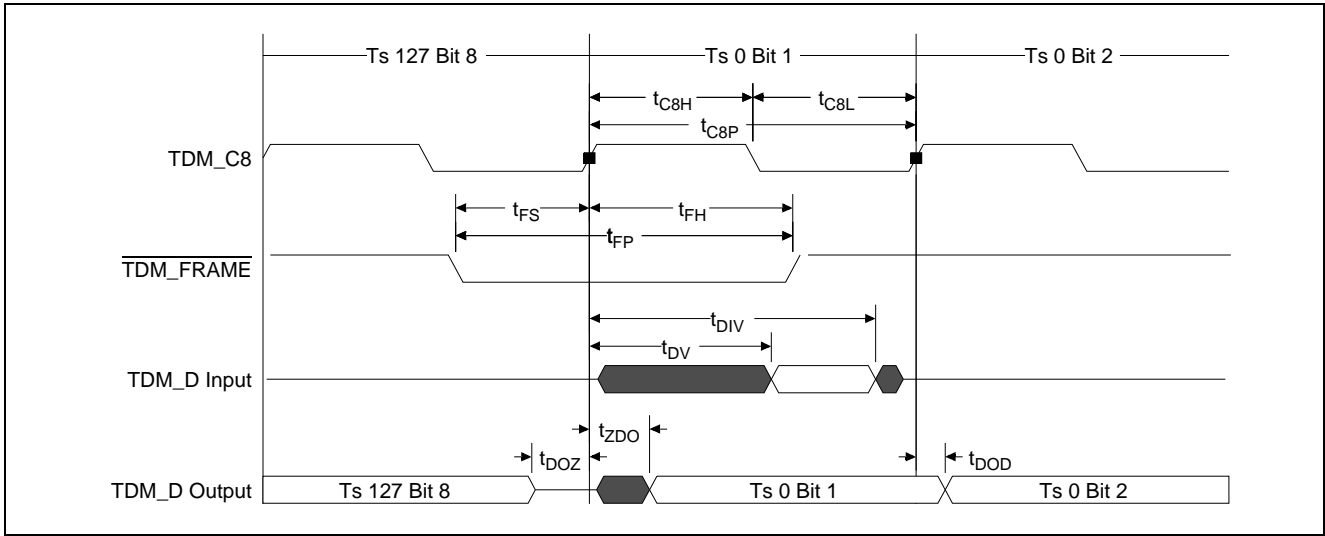 Ts 127 Bit 8 Ts 0 Bit 1 Ts 0 Bit 2
tC8H tC8L
tC8P
TDM_C8
tFS tFH
tFP
TDM_FRAME
tDIV
tDV
TDM_D Input
tZDO
tDOZ tDOD
TDM_D Output Ts 127 Bit 8 Ts 0 Bit 1 Ts 0 Bit 2